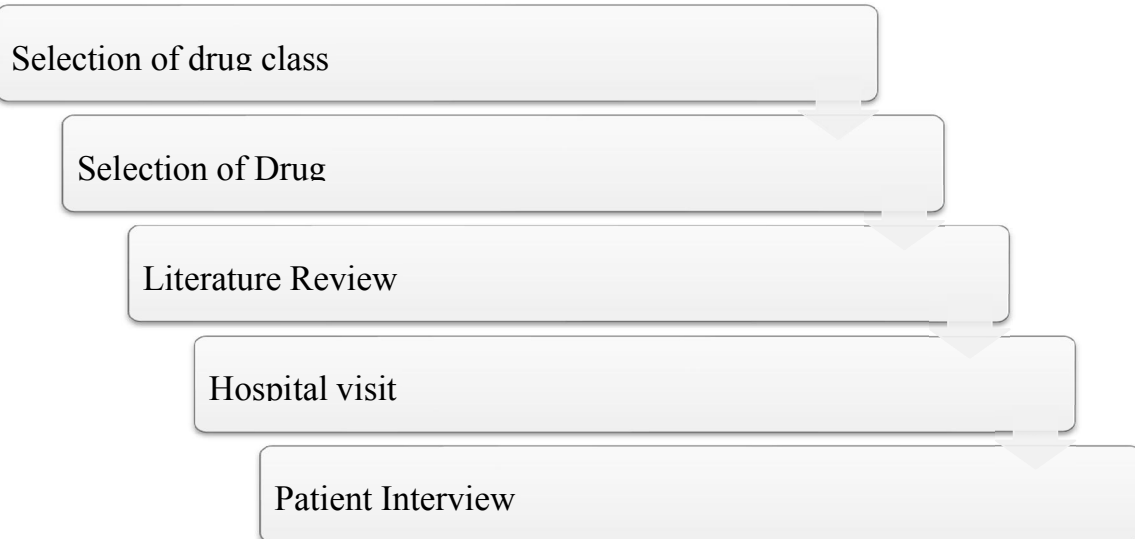 Selection of drug class
Selection of Drug
Literature Review
Hospital visit
Patient Interview